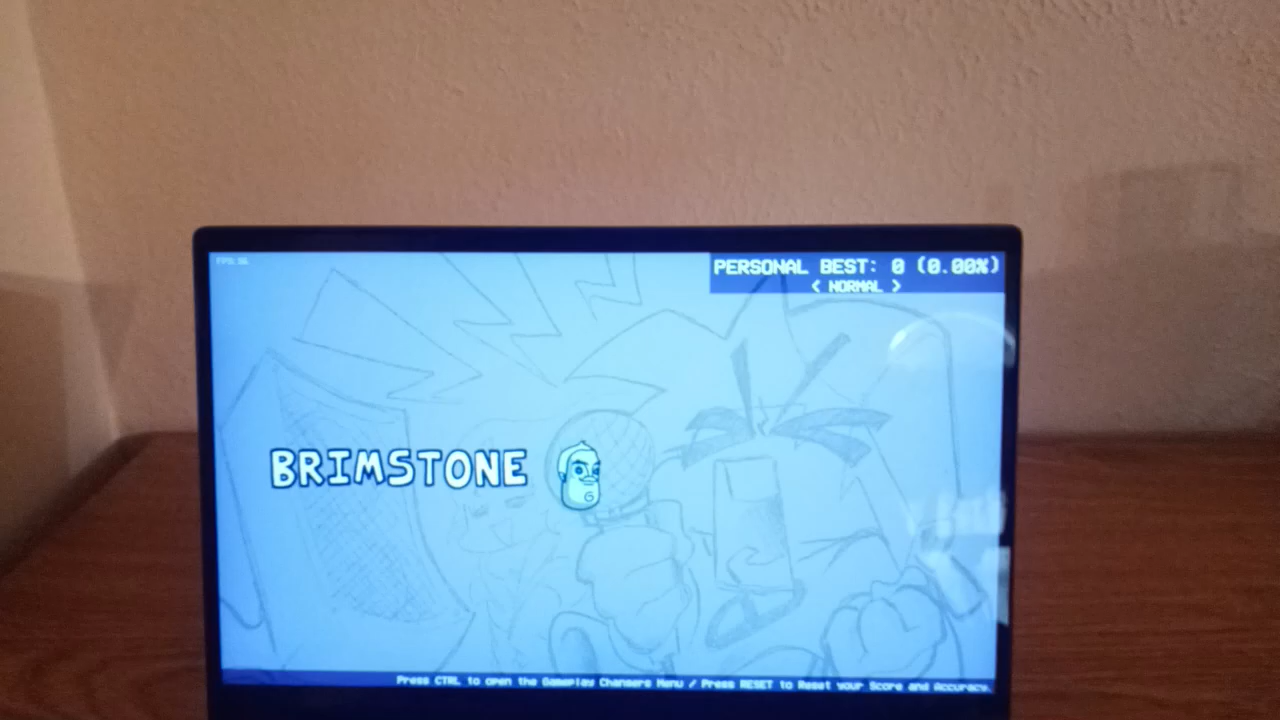 PERSONAL BEST: 0 (0.00%)
< NORMAL >
BRIMSTONE
Press CTRL to open the Gameplay Changers Menu / Press RESET to Reset your Score and Accuracy.